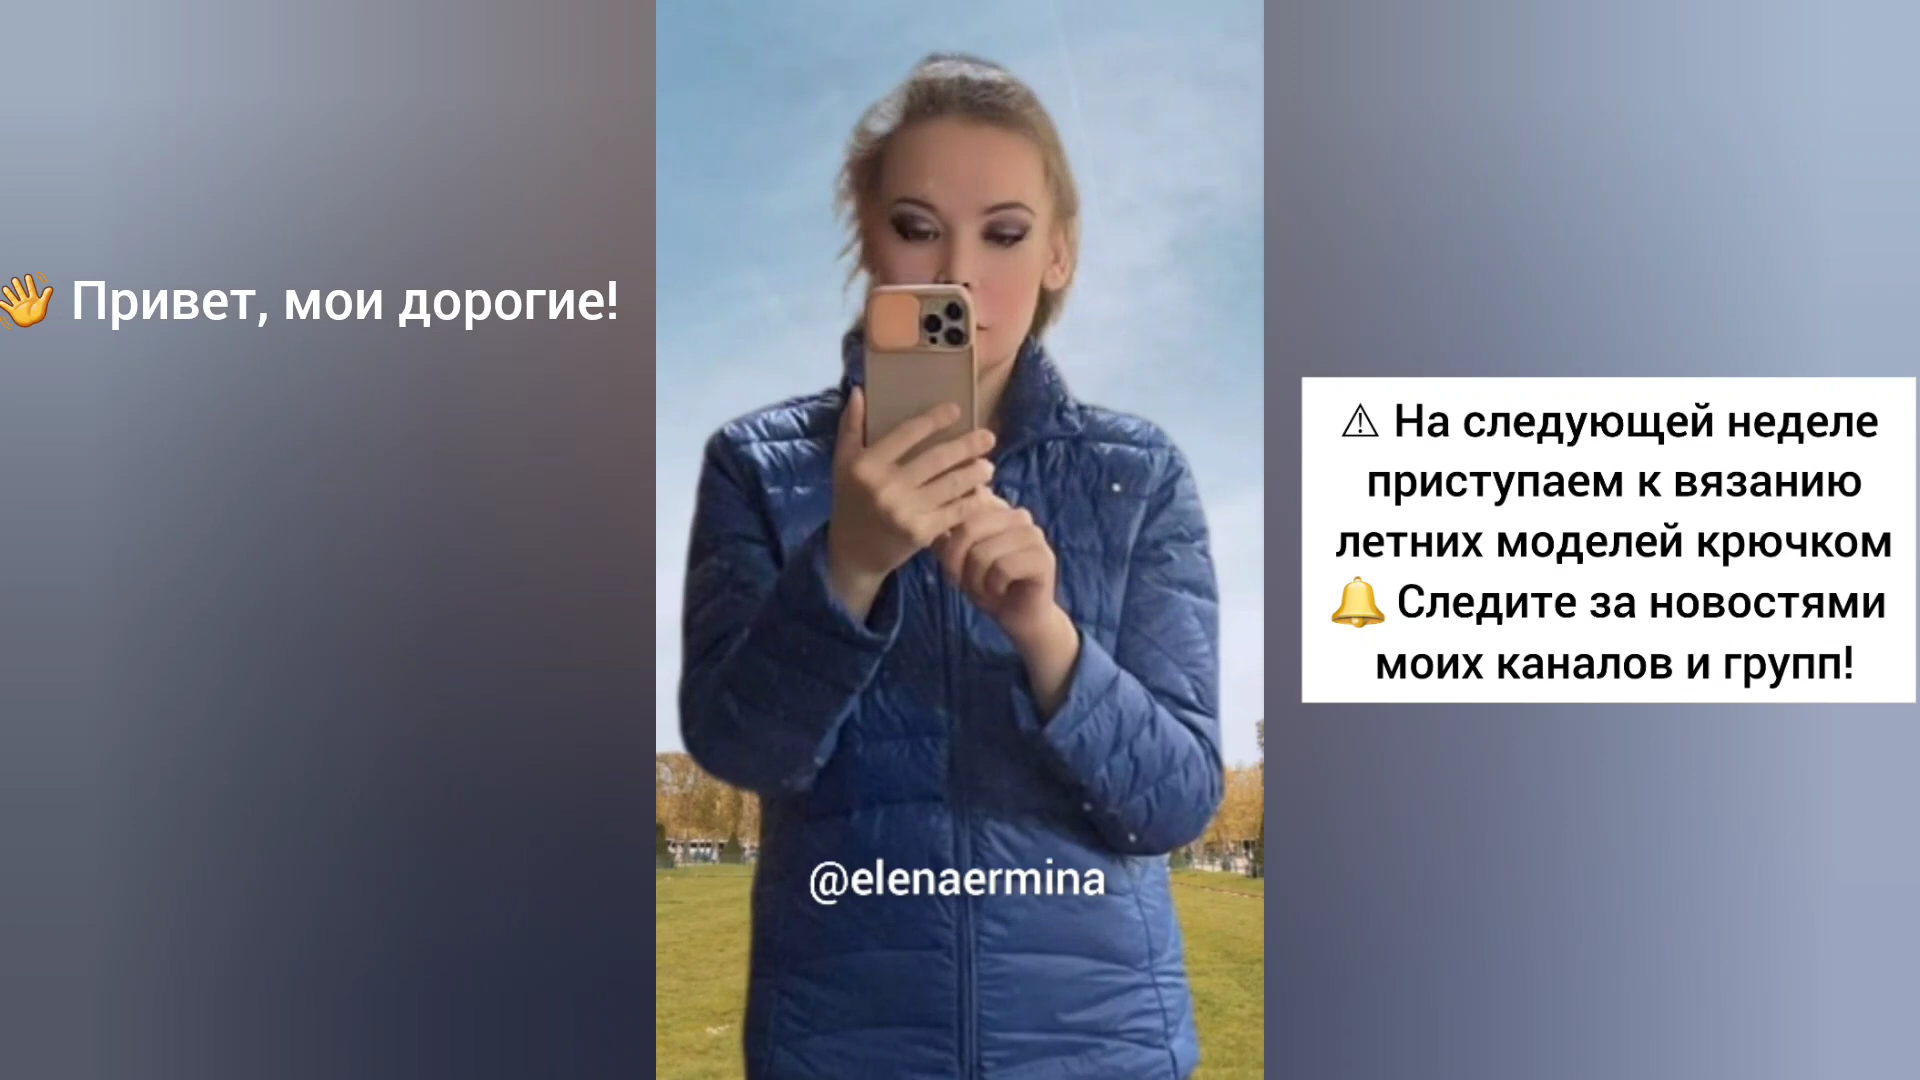 👋 Привет, мои дорогие!
⚠ На следующей неделе
приступаем к вязанию
летних моделей крючком
🔔 Следите за новостями
моих каналов и групп!
@elenaermina